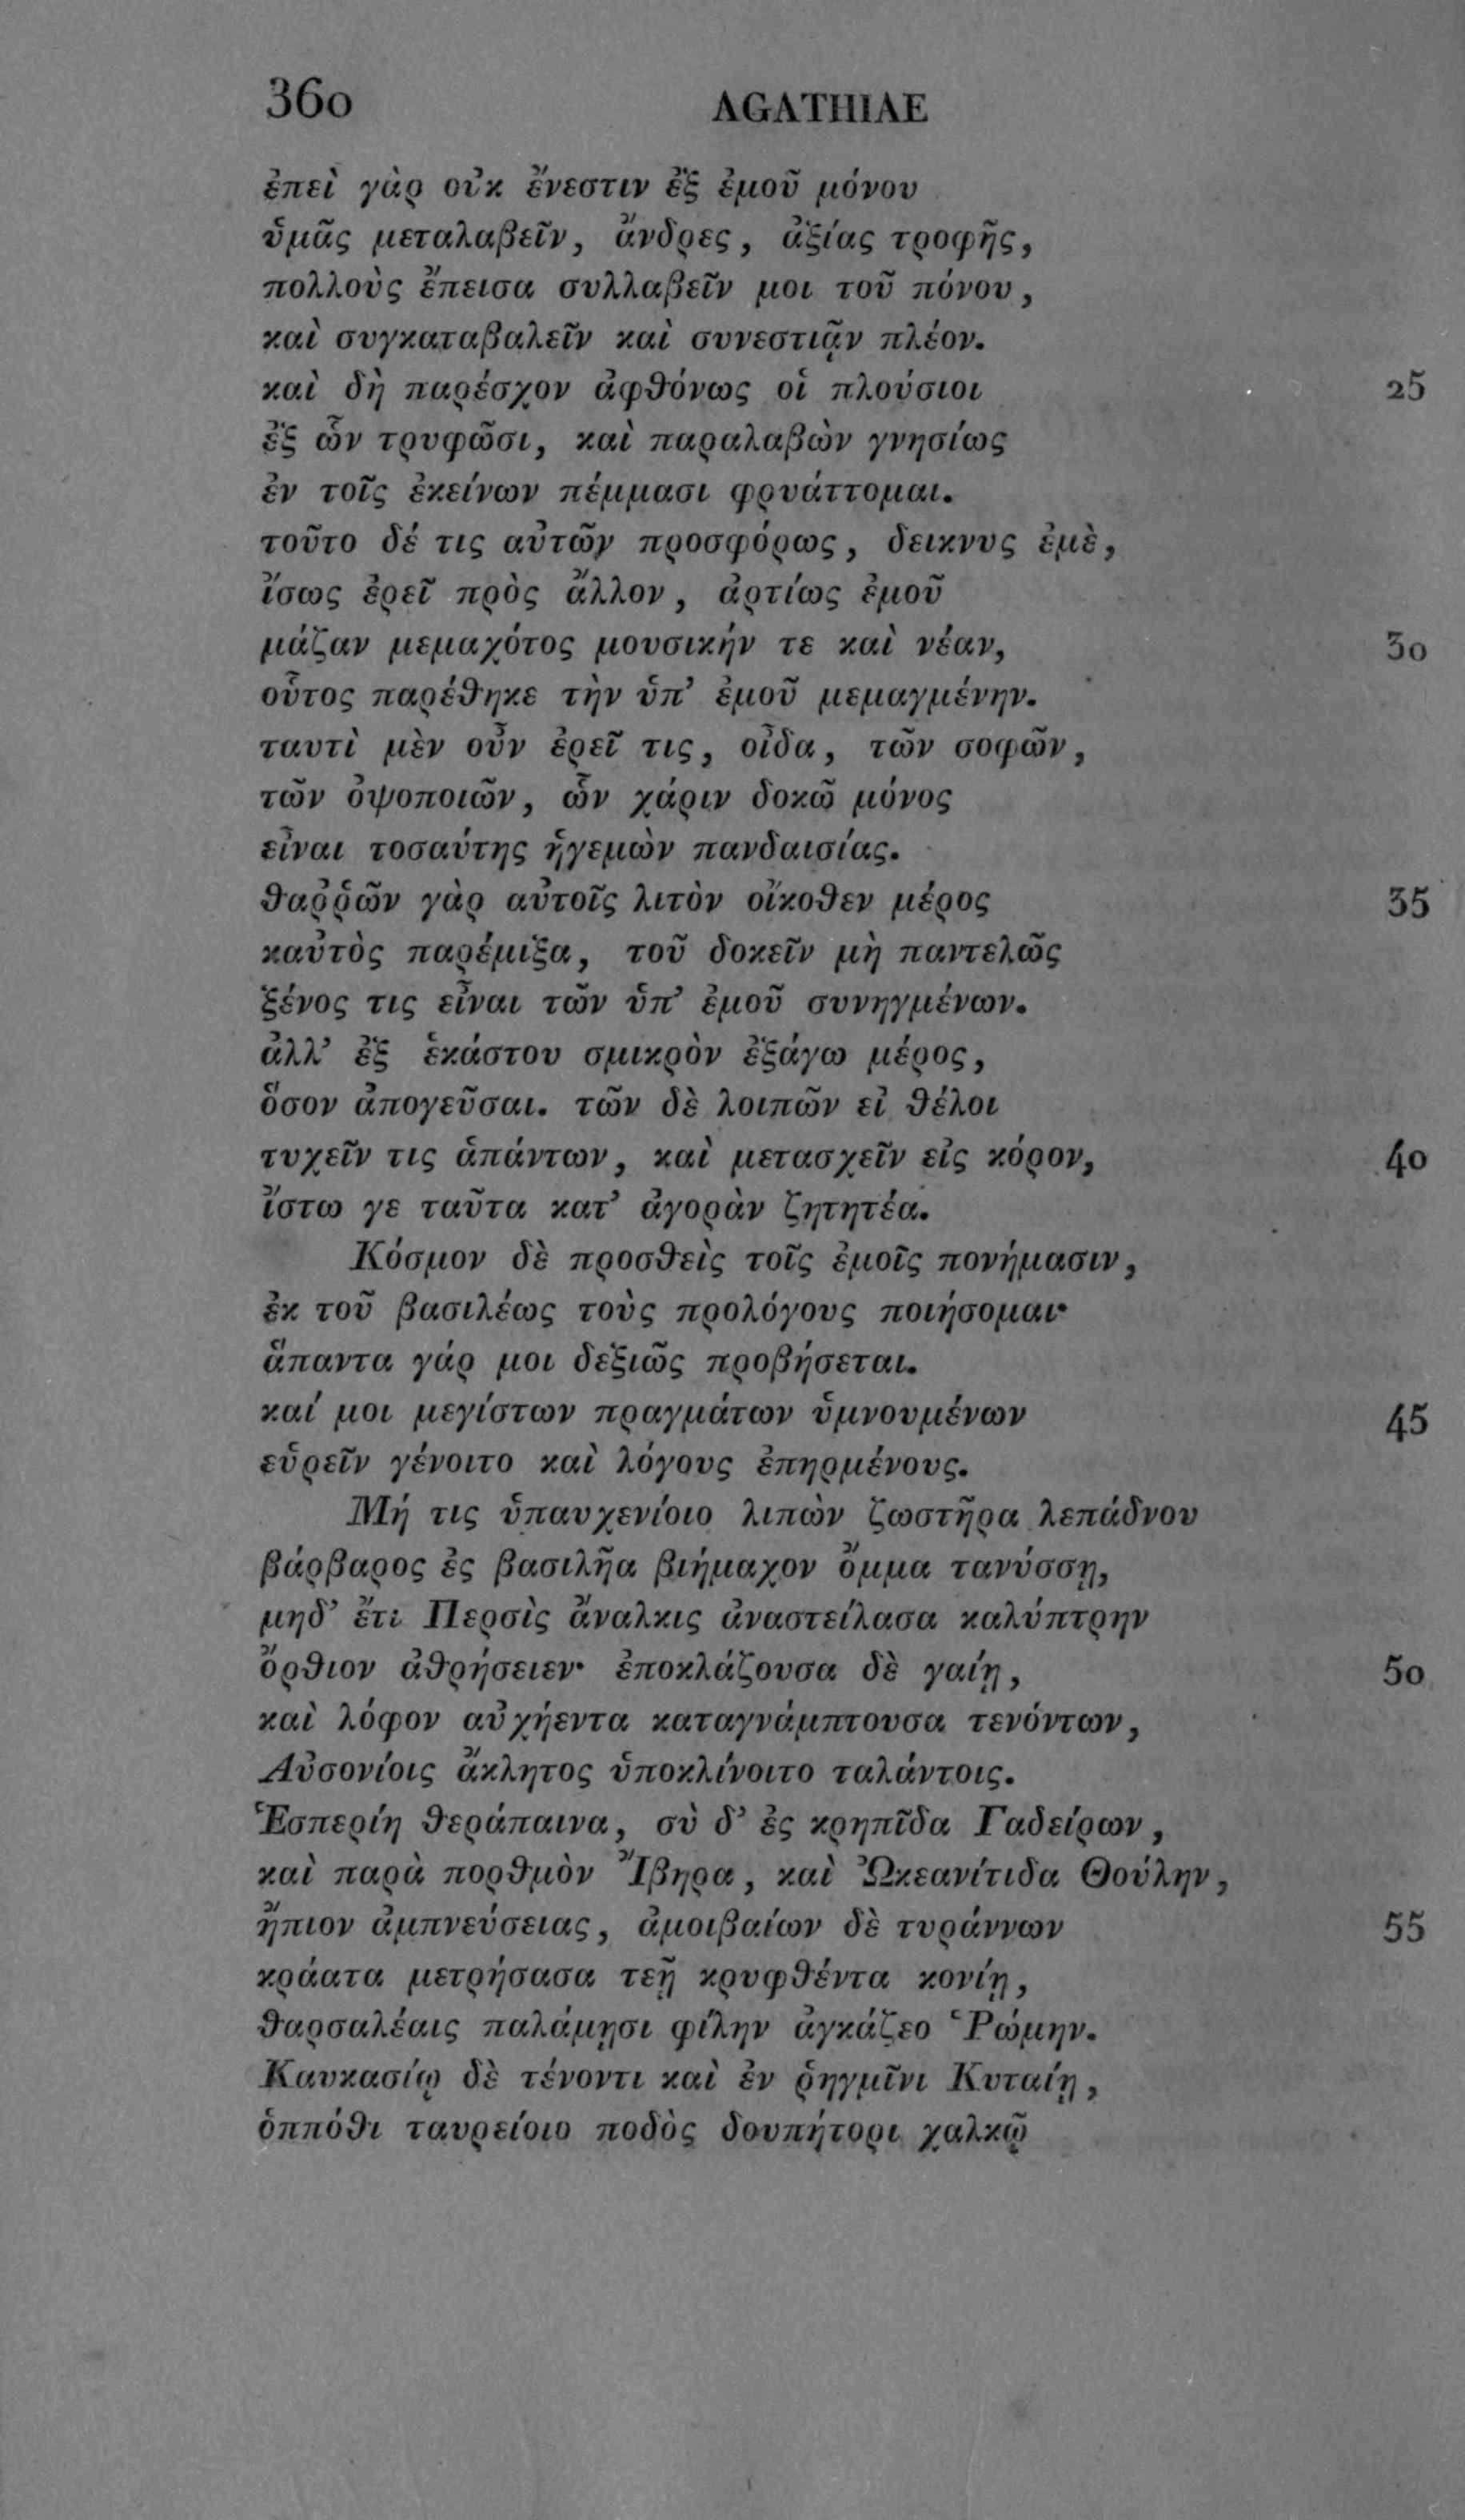 360 AGATHIAE
ἐπεὶ γὰρ οὐκ ἔνεστιν ἐξ ἐμοῦ μόνου
ὑμᾶς μεταλαβεῖν, ἄνδρες, ἀξίας τροφῆς,
πολλοὺς ἔπεισα συλλαβεῖν μοι τοῦ πόνου,
καὶ συγκαταβαλεῖν καὶ συνεστιᾷν πλέον.
καὶ δὴ παρέσχον ἀφθόνως οἱ πλούσιοι 25
ἐξ ὧν τρυφῶσι, καὶ παραλαβὼν γνησίως
ἐν τοῖς ἐκείνων πέμμασι φρυάττομαι.
τοῦτο δέ τις αὐτῶν προσφόρως, δεικνυς ἐμὲ,
ἴσως ἐρεῖ πρὸς ἄλλον, ἀρτίως ἐμοῦ
μάζαν μεμαχότος μουσικήν τε καὶ νέαν, 30
οὗτος παρέθηκε τὴν ὑπ’ ἐμοῦ μεμαγμένην.
ταυτὶ μὲν οὖν ἐρεῖ τις, οἶδα, τῶν σοφῶν,
τῶν ὀψοποιῶν, ὧν χάριν δοκῶ μόνος
εἶναι τοσαύτης ἡγεμὼν πανδαισίας.
θαῤῥῶν γὰρ αὐτοῖς λιτὸν οἴκοθεν μέρος 35
καὐτὸς παρέμιξα, τοῦ δοκεῖν μὴ παντελῶς
ξένος τις εἶναι τῶν ὑπ’ ἐμοῦ συνηγμένων.
ἀλλ’ ἐξ ἑκάστου σμικρὸν ἐξάγω μέρος,
ὅσον ἀπογεῦσαι. τῶν δὲ λοιπῶν εἰ θέλοι
τυχεῖν τις ἁπάντων, καὶ μετασχεῖν εἰς κόρον, 40
ἴστω γε ταῦτα κατ’ ἀγορὰν ζητητέα.
Κόσμον δὲ προσθεὶς τοῖς ἐμοῖς πονήμασιν,
ἐκ τοῦ βασιλέως τοὺς προλόγους ποιήσομαι·
ἅπαντα γάρ μοι δεξιῶς προβήσεται.
καί μοι μεγίστων πραγμάτων ὑμνουμένων 45
εὑρεῖν γένοιτο καὶ λόγους ἐπηρμένους.
Μή τις ὑπαυχενίοιο λιπὼν ζωστῆρα λεπάδνου
βάρβαρος ἐς βασιλῆα βιήμαχον ὄμμα τανύσσῃ,
μηδ’ ἔτι Περσὶς ἄναλκις ἀναστείλασα καλύπτρην
ὄρθιον ἀθρήσειεν· ἐποκλάζουσα δὲ γαίῃ, 50
καὶ λόφον αὐχήεντα καταγνάμπτουσα τενόντων,
Αὐσονίοις ἄκλητος ὑποκλίνοιτο ταλάντοις.
Ἑσπερίη θεράπαινα, σὺ δ’ ἐς κρηπῖδα Γαδείρων,
καὶ παρὰ πορθμὸν Ἴβηρα, καὶ Ὠκεανίτιδα Θούλην,
ἤπιον ἀμπνεύσειας, ἀμοιβαίων δὲ τυράννων 55
κράατα μετρήσασα τεῇ κρυφθέντα κονίῃ,
θαρσαλέαις παλάμῃσι φίλην ἀγκάζεο Ῥώμην.
Καυκασίῳ δὲ τένοντι καὶ ἐν ῥηγμῖνι Κυταίῃ,
ὁππόθι ταυρείοιο ποδὸς δουπήτορι χαλκῷ